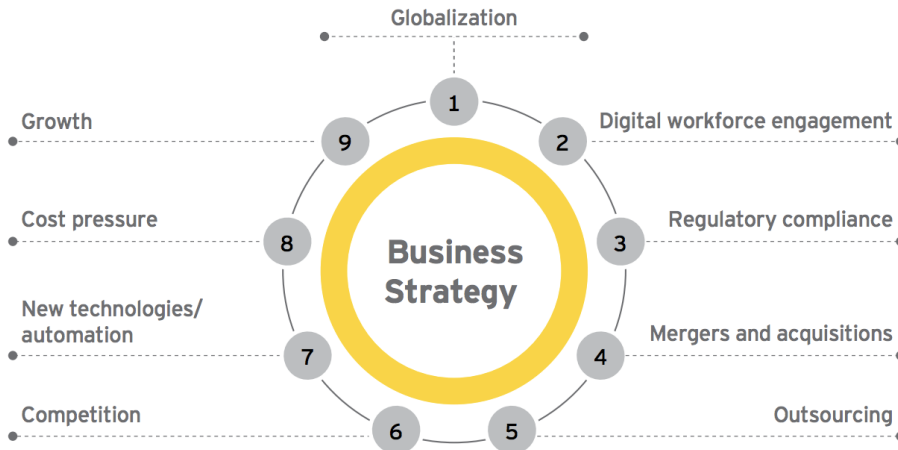 Globalization
1
Growth
9
2
Digital workforce engagement
Cost pressure
8
3
Regulatory compliance
Business
Strategy
New technologies/
automation
7
4
Mergers and acquisitions
Competition
6
5
Outsourcing